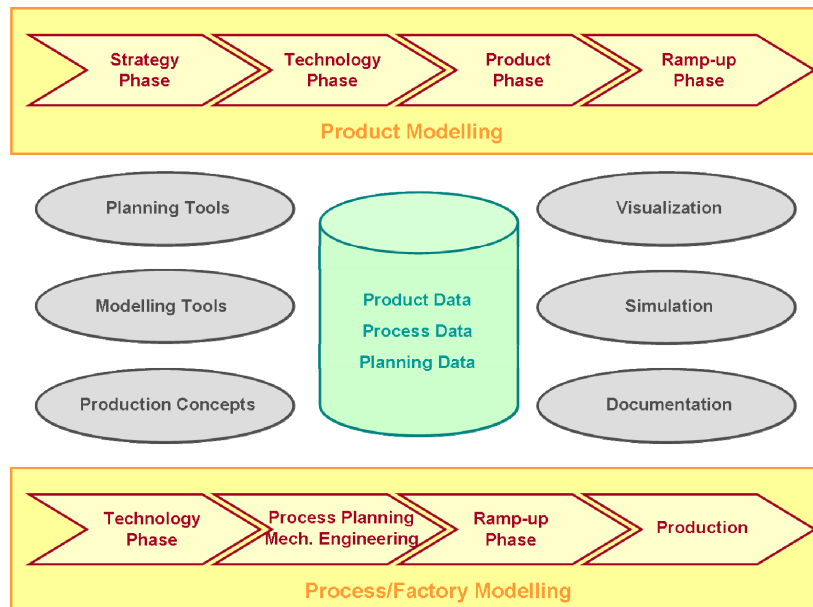 Strategy
Phase
Technology
Phase
Product
Phase
Ramp-up
Phase
Product Modelling
Planning Tools
Modelling Tools
Production Concepts
Product Data
Process Data
Planning Data
Visualization
Simulation
Documentation
Technology
Phase
Process Planning
Mech. Engineering
Ramp-up
Phase
Production
Process/Factory Modelling